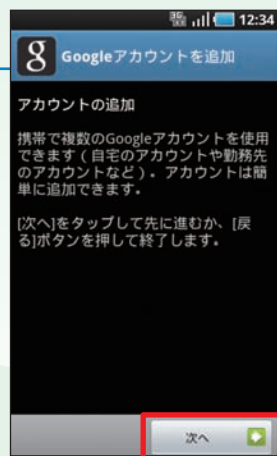 3G
12:34
g Googleアカウントを追加
アカウントの追加
携帯で複数のGoogleアカウントを使用
できます(自宅のアカウントや勤務先
のアカウントなど)。アカウントは簡
単に追加できます。
[次へ]をタップして先に進むか、[戻
る]ボタンを押して終了します。
次へ